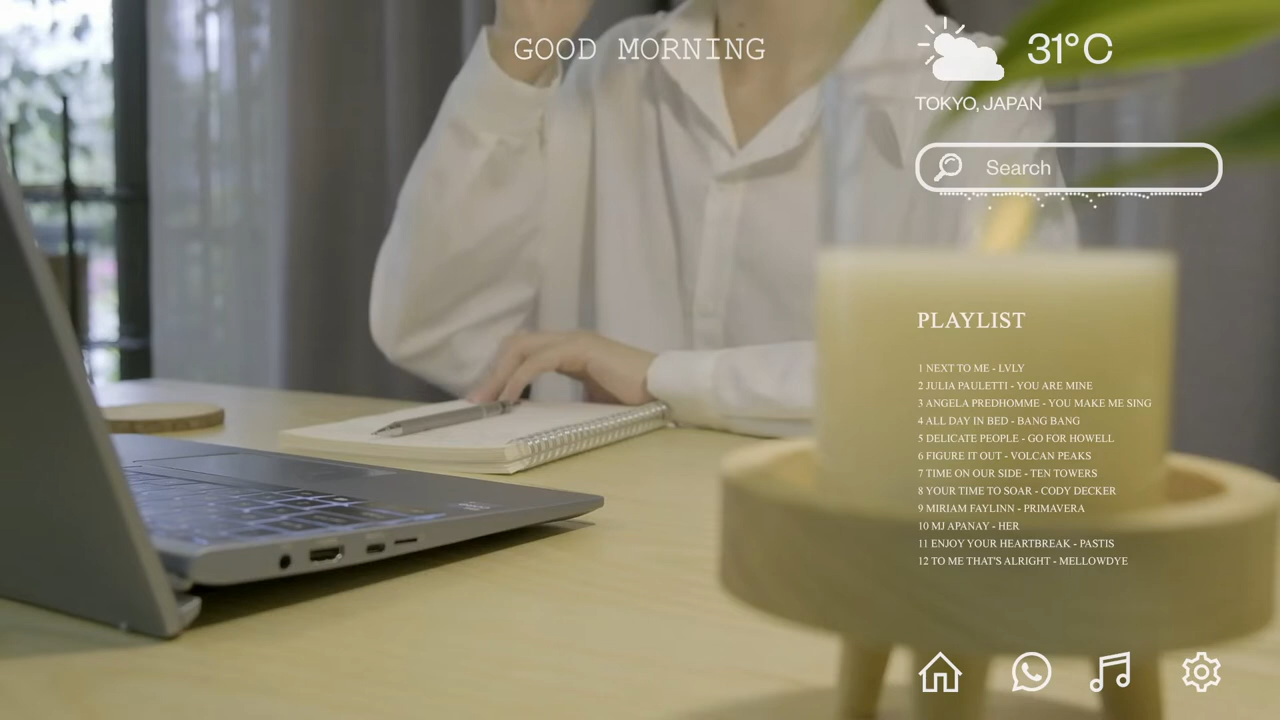 GOOD MORNING
31°C
TOKYO, JAPAN
Search
PLAYLIST
1 NEXT TO ME - LVLY
2 JULIA PAULETTI - YOU ARE MINE
3 ANGELA PREDHOMME - YOU MAKE ME SING
4 ALL DAY IN BED - BANG BANG
5 DELICATE PEOPLE - GO FOR HOWELL
6 FIGURE IT OUT - VOLCAN PEAKS
7 TIME ON OUR SIDE - TEN TOWERS
8 YOUR TIME TO SOAR - CODY DECKER
9 MIRIAM FAYLINN - PRIMAVERA
10 MJ APANAY - HER
11 ENJOY YOUR HEARTBREAK - PASTIS
12 TO ME THAT'S ALRIGHT - MELLOWDYE